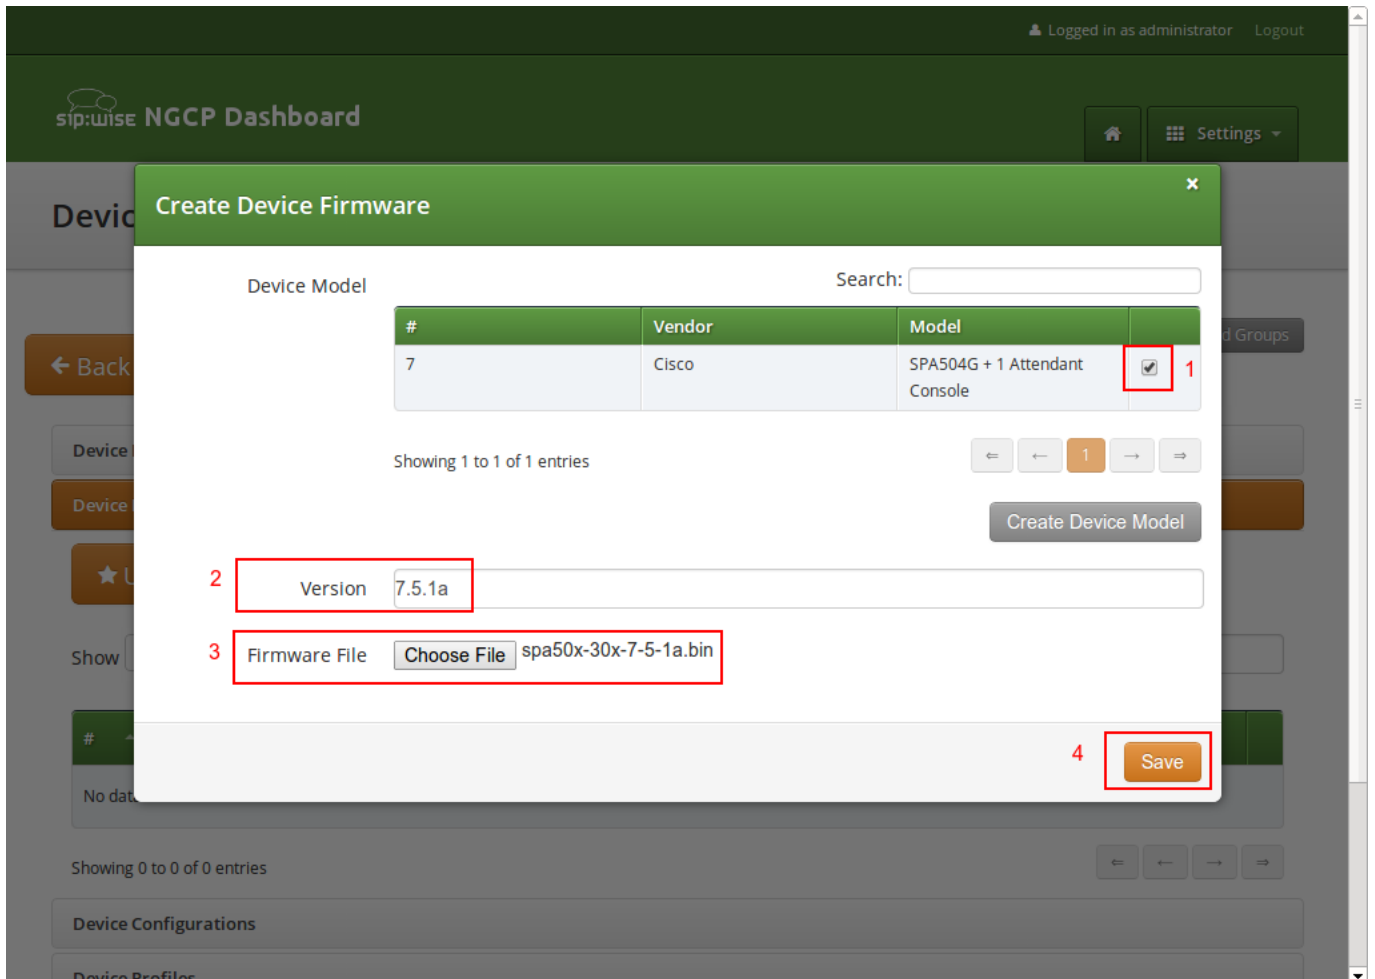 Logged in as administrator Logout
sip:wise NGCP Dashboard
Settings
Create Device Firmware ×
Devic
Device Model Search:
# Vendor Model
d Groups
7 Cisco SPA504G + 1 Attendant 1
Console
← Back
Device
Showing 1 to 1 of 1 entries ⇐ ← 1 → ⇒
Device
Create Device Model
2 Version 7.5.1a
3 Firmware File Choose File spa50x-30x-7-5-1a.bin
Show
#
4 Save
No dat
Showing 0 to 0 of 0 entries ⇐ ← → ⇒
Device Configurations
Device Profiles